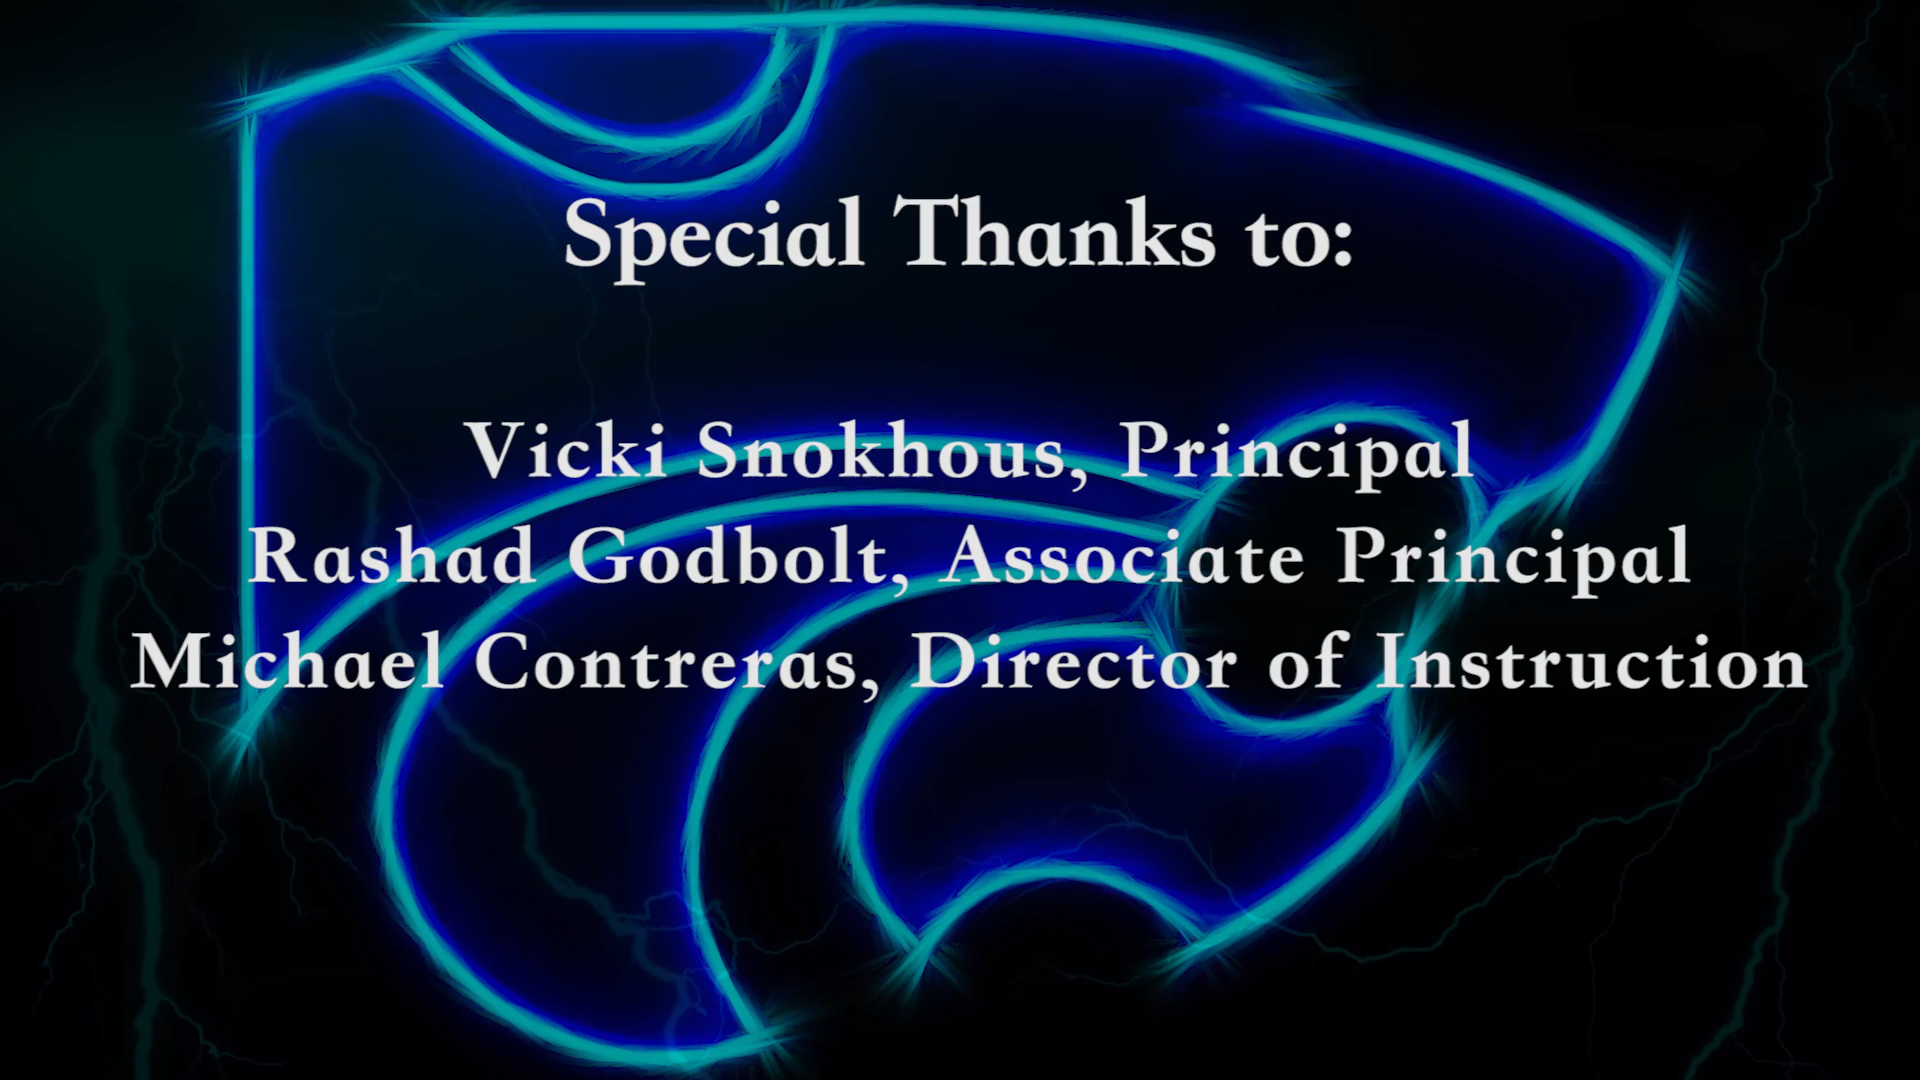 Special Thanks to:
Vicki Snokhous, Principal
Rashad Godbolt, Associate Principal
Michael Contreras, Director of Instruction